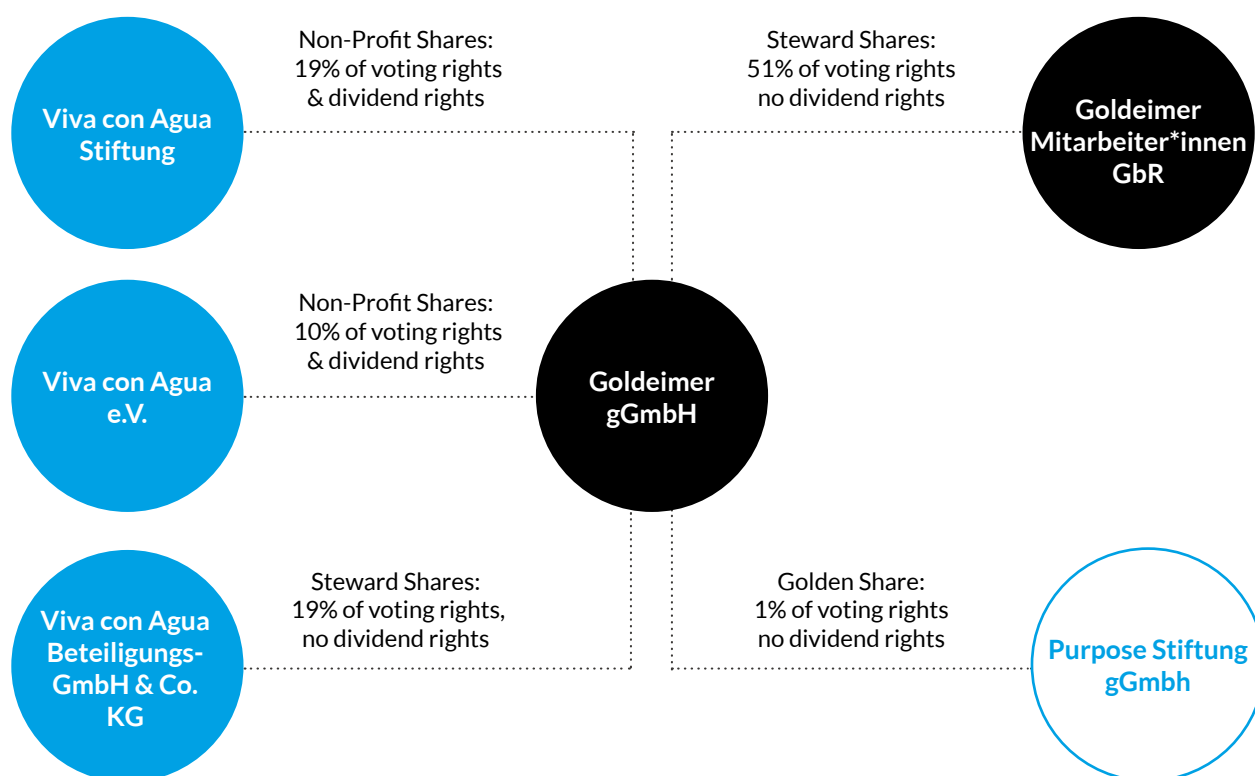 Non-Profit Shares:
19% of voting rights
& dividend rights
Steward Shares:
51% of voting rights
no dividend rights
Viva con Agua
Stiftung
Goldeimer
Mitarbeiter*innen
GbR
Non-Profit Shares:
10% of voting rights
& dividend rights
Viva con Agua
e.V.
Goldeimer
gGmbH
Steward Shares:
19% of voting rights,
no dividend rights
Golden Share:
1% of voting rights
no dividend rights
Viva con Agua
Beteiligungs-
GmbH & Co.
KG
Purpose Stiftung
gGmbh